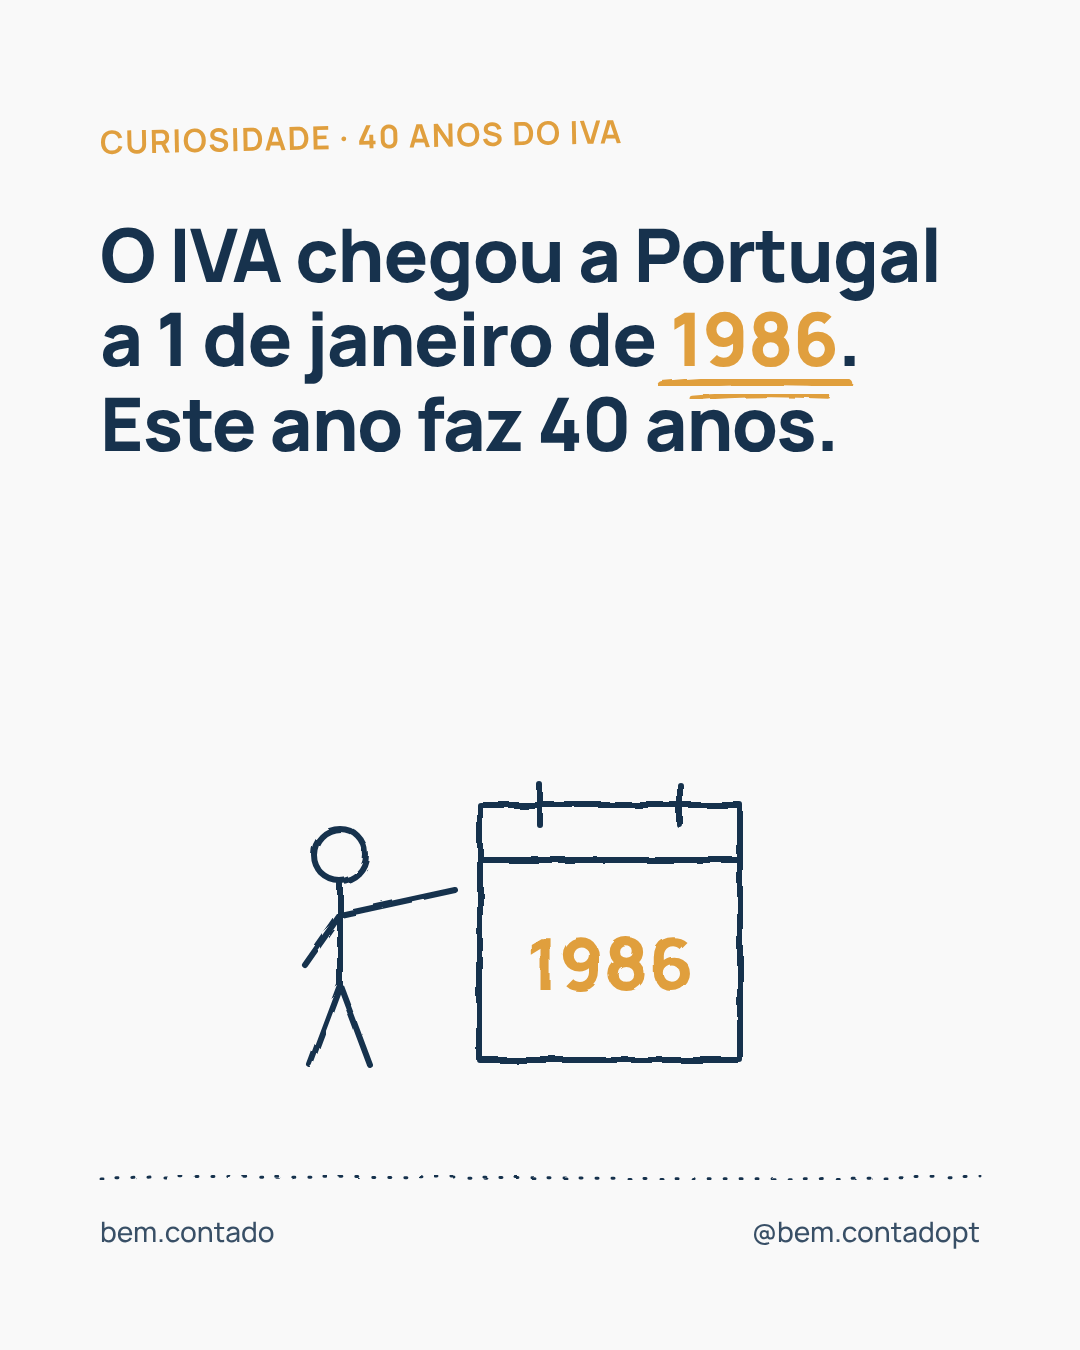 CURIOSIDADE · 40 ANOS DO IVA
O IVA chegou a Portugal
a 1 de janeiro de 1986.
Este ano faz 40 anos.
1986
bem.contado
@bem.contadopt